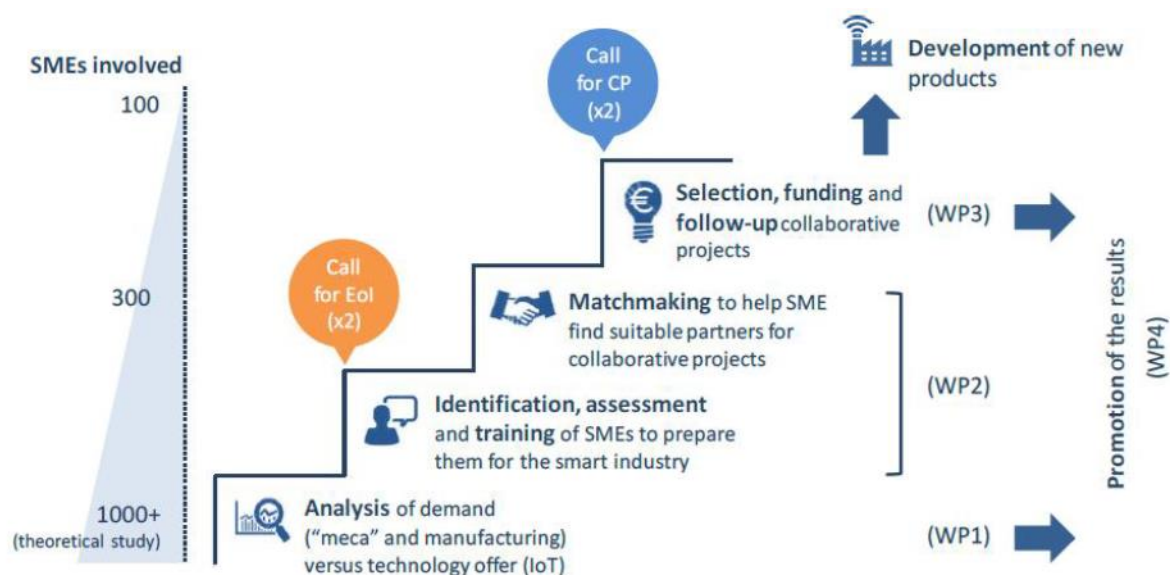 SMEs involved
100
300
1000+
(theoretical study)
Call
for CP
(x2)
Call
for EoI
(x2)
Development of new
products
Selection, funding and
follow-up collaborative
projects
(WP3)
Matchmaking to help SME
find suitable partners for
collaborative projects
Identification, assessment
and training of SMEs to prepare
them for the smart industry
(WP2)
Analysis of demand
(“meca” and manufacturing)
versus technology offer (IoT)
(WP1)
Promotion of the results
(WP4)